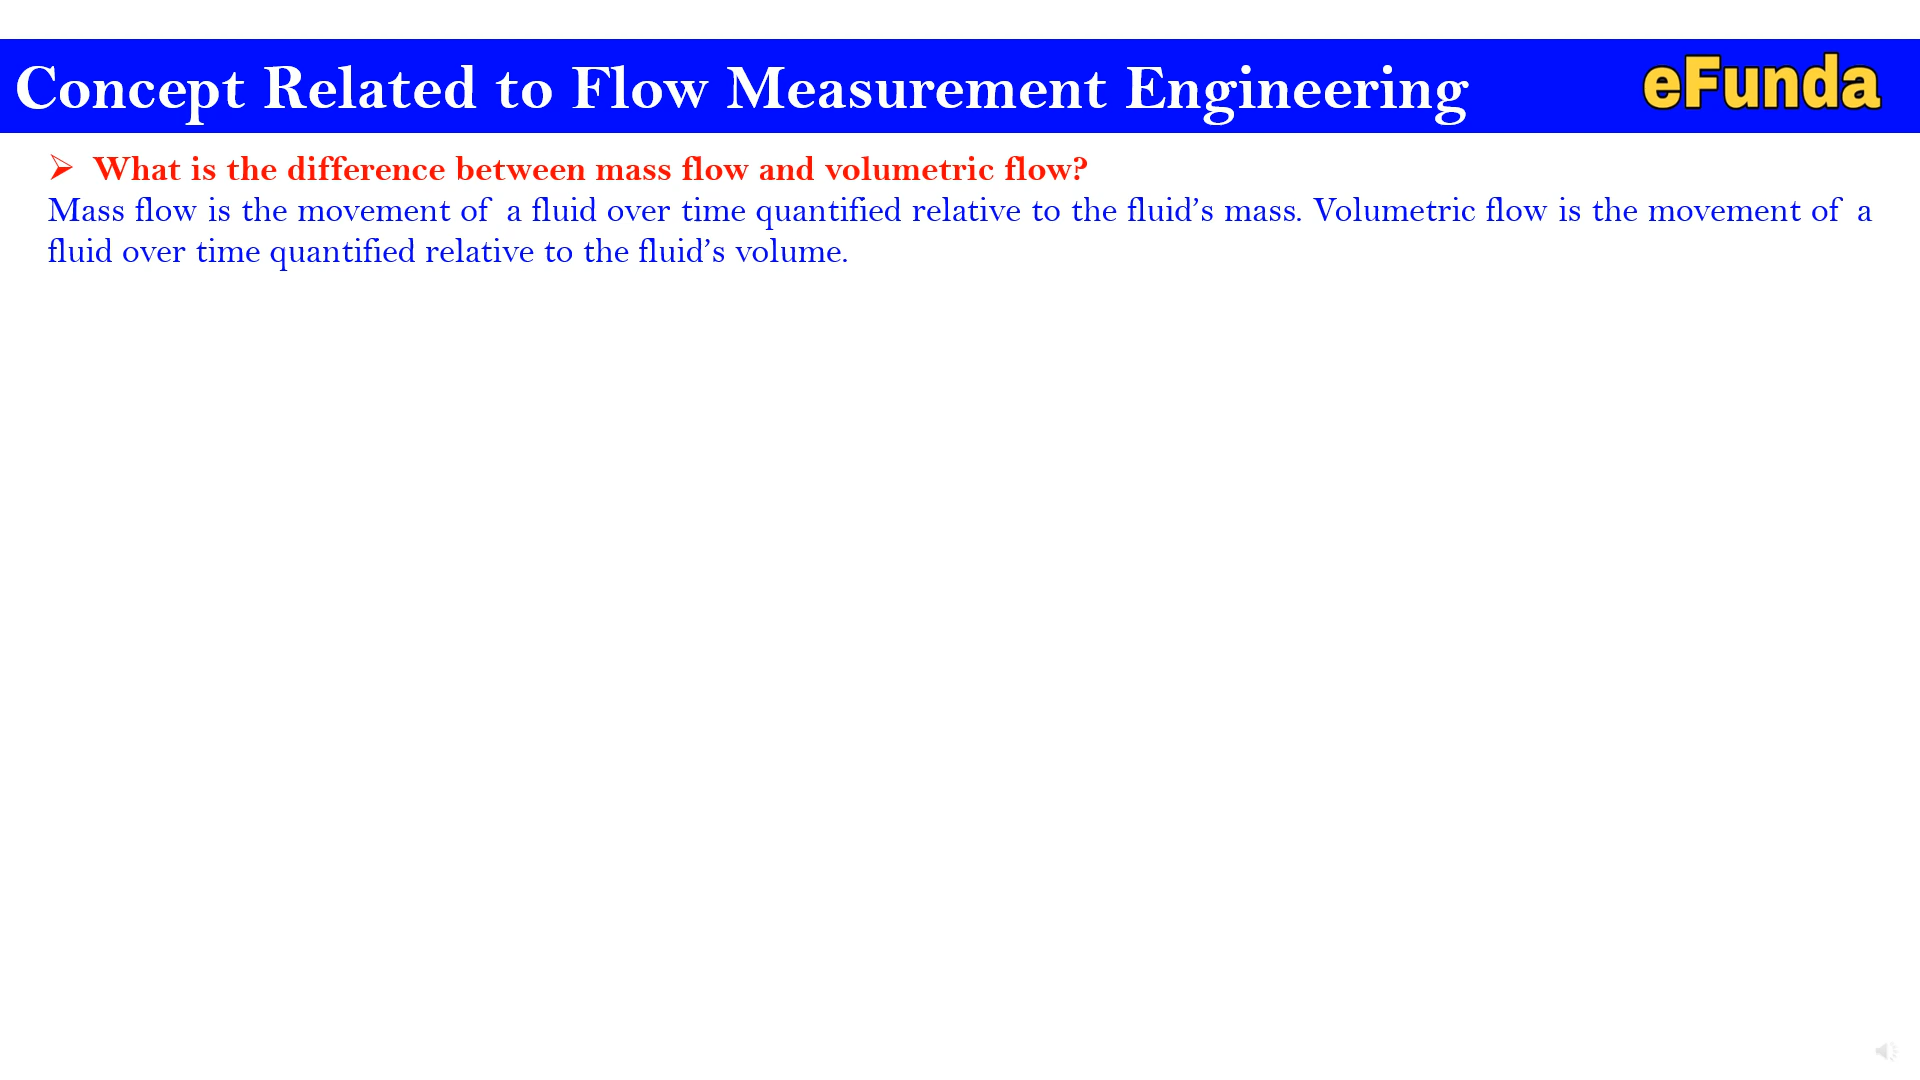 Concept Related to Flow Measurement Engineering
eFunda
➢ What is the difference between mass flow and volumetric flow?
Mass flow is the movement of a fluid over time quantified relative to the fluid’s mass. Volumetric flow is the movement of a
fluid over time quantified relative to the fluid’s volume.